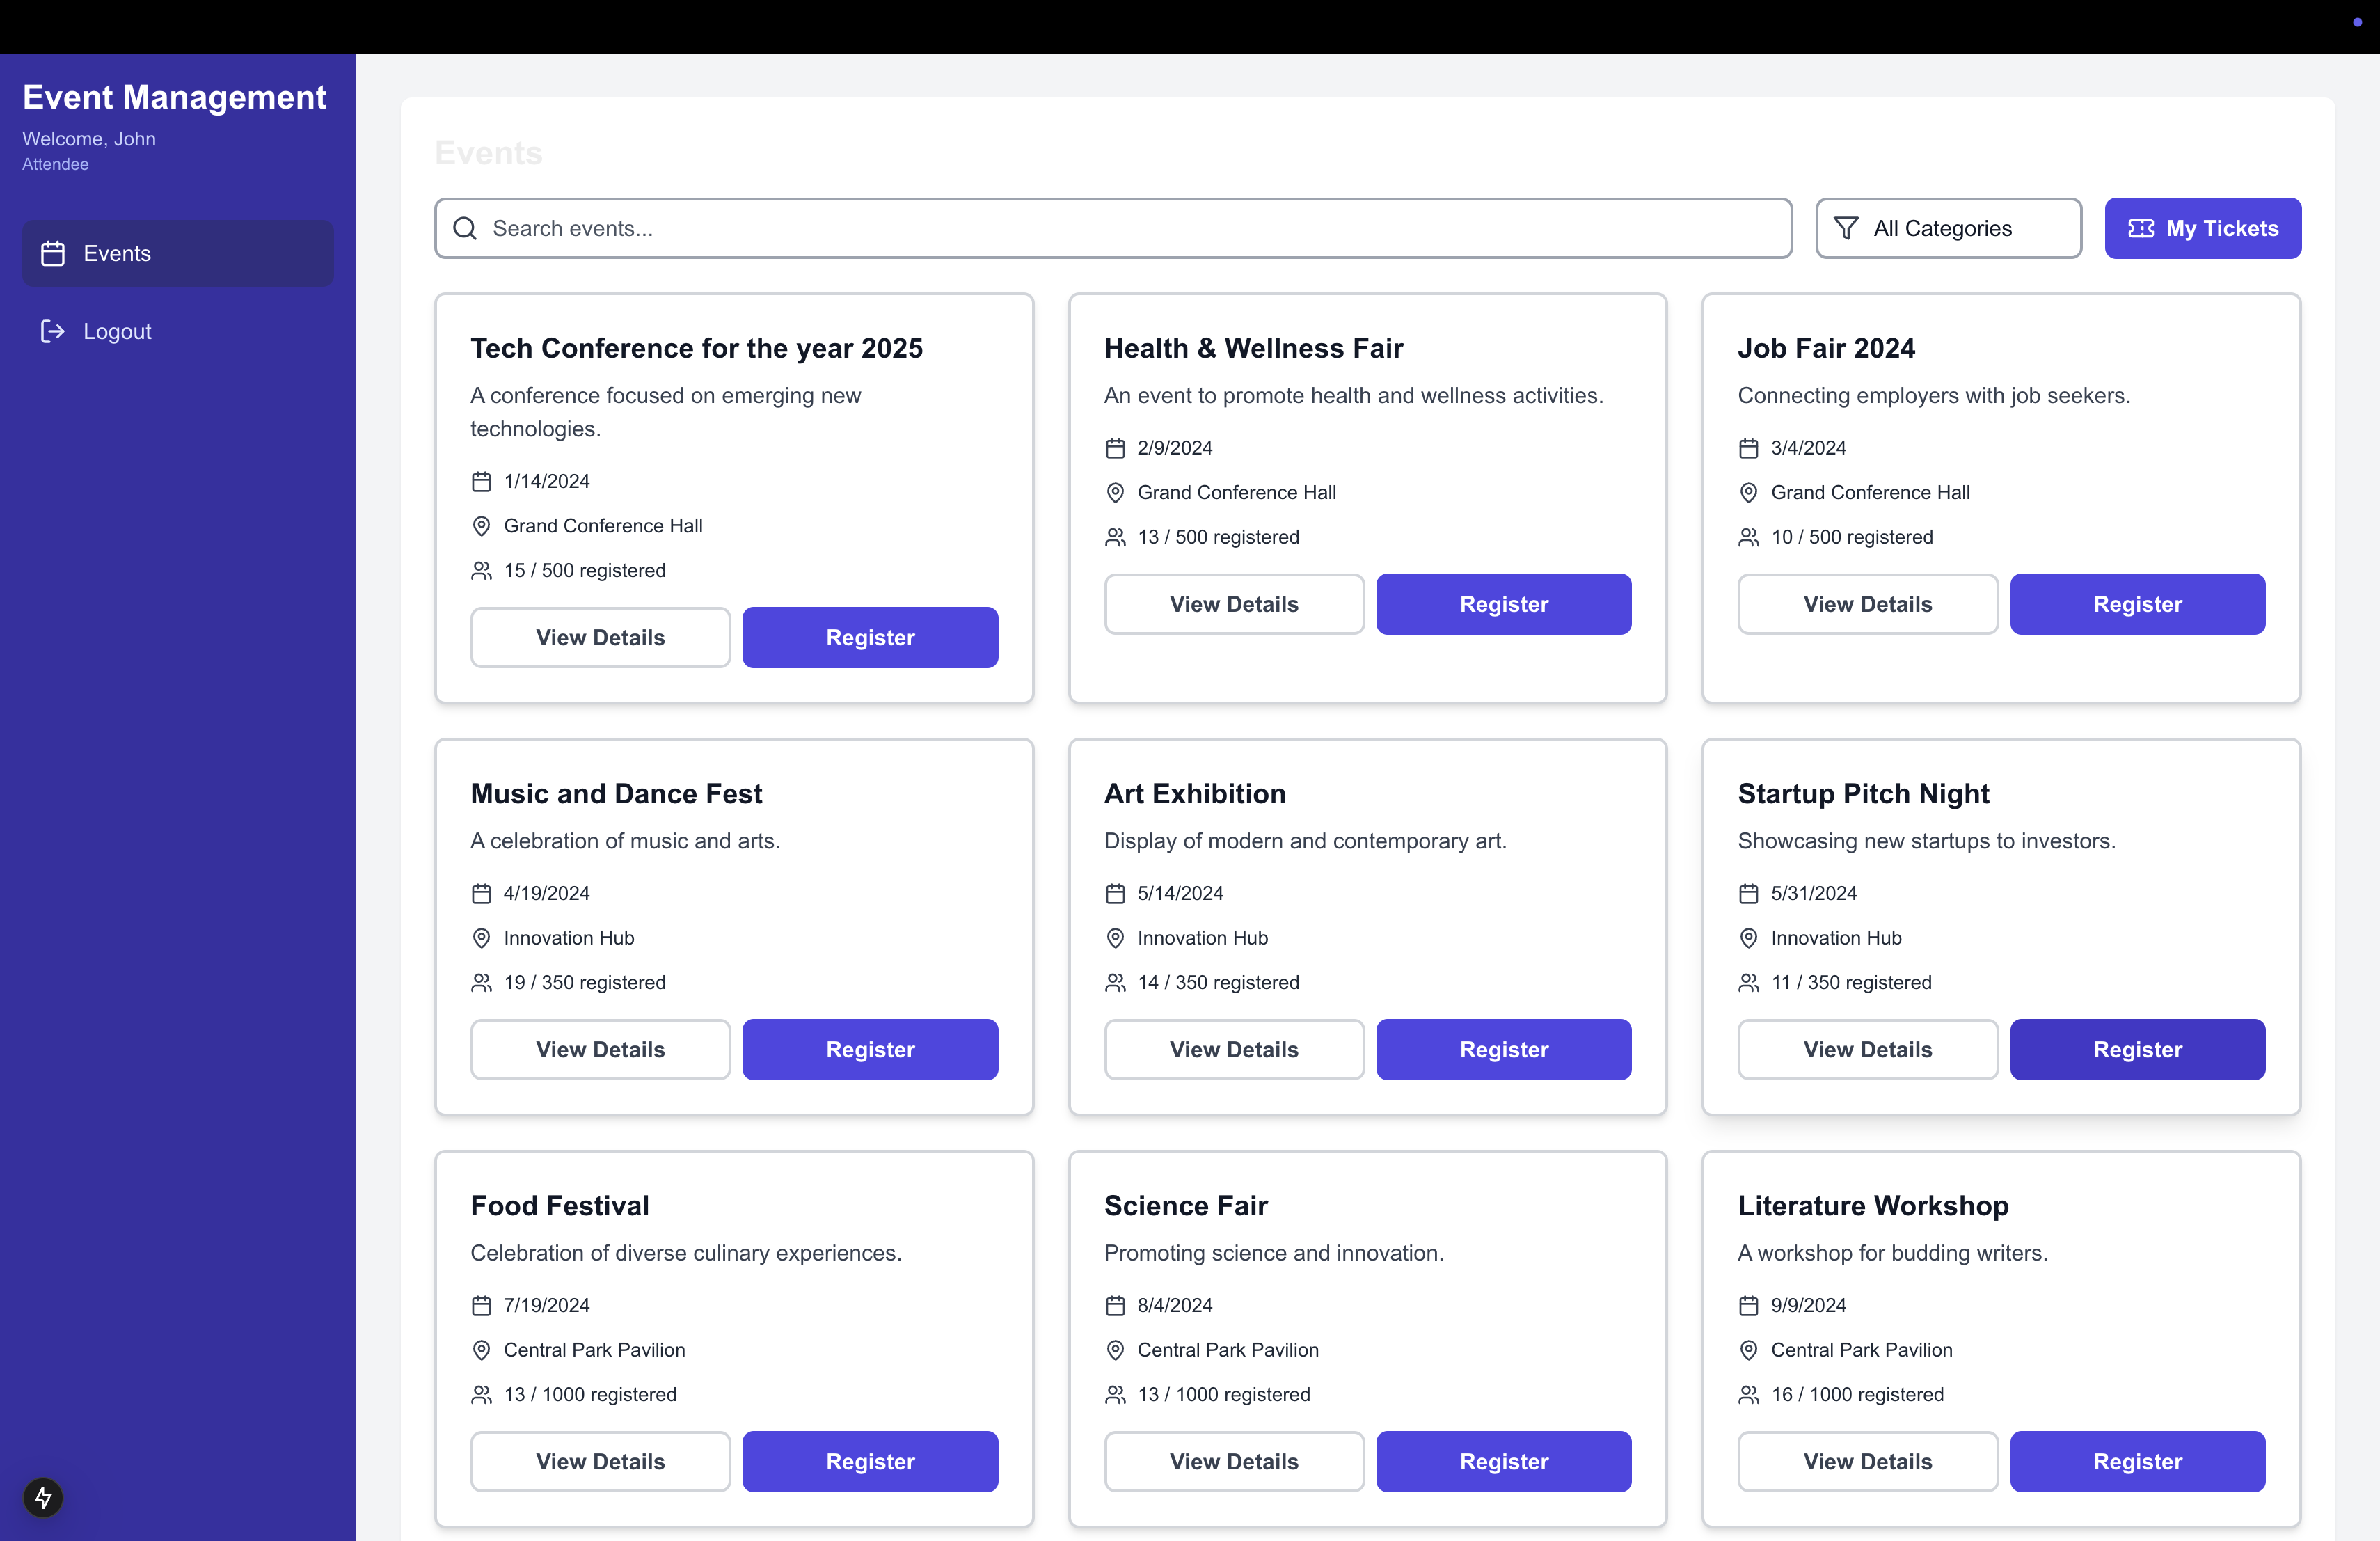 Event Management
Welcome, John
Attendee
Events
Logout
Events
Search events...
All Categories
My Tickets
Tech Conference for the year 2025
A conference focused on emerging new
technologies.
1/14/2024
Grand Conference Hall
15 / 500 registered
View Details
Register
Health & Wellness Fair
An event to promote health and wellness activities.
2/9/2024
Grand Conference Hall
13 / 500 registered
View Details
Register
Job Fair 2024
Connecting employers with job seekers.
3/4/2024
Grand Conference Hall
10 / 500 registered
View Details
Register
Music and Dance Fest
A celebration of music and arts.
4/19/2024
Innovation Hub
19 / 350 registered
View Details
Register
Art Exhibition
Display of modern and contemporary art.
5/14/2024
Innovation Hub
14 / 350 registered
View Details
Register
Startup Pitch Night
Showcasing new startups to investors.
5/31/2024
Innovation Hub
11 / 350 registered
View Details
Register
Food Festival
Celebration of diverse culinary experiences.
7/19/2024
Central Park Pavilion
13 / 1000 registered
View Details
Register
Science Fair
Promoting science and innovation.
8/4/2024
Central Park Pavilion
13 / 1000 registered
View Details
Register
Literature Workshop
A workshop for budding writers.
9/9/2024
Central Park Pavilion
16 / 1000 registered
View Details
Register